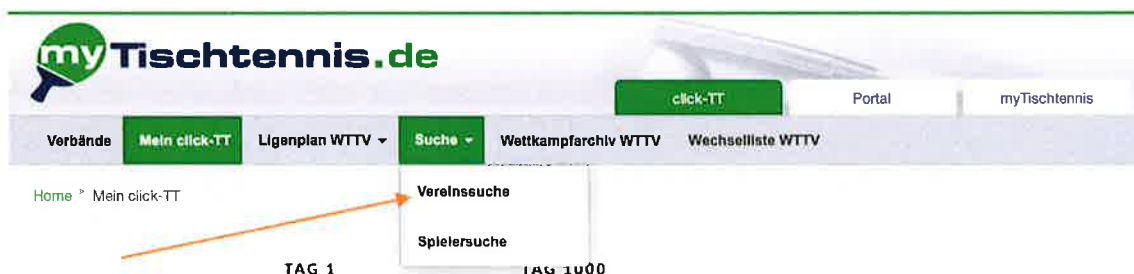 myTischtennis.de
click-TT Portal myTischtennis
Verbände Mein click-TT Ligenplan WTTV Suche Wettkampfarchiv WTTV Wechselliste WTTV
Home > Mein click-TT
Vereinssuche
Spielersuche
TAG 1 TAG 1000